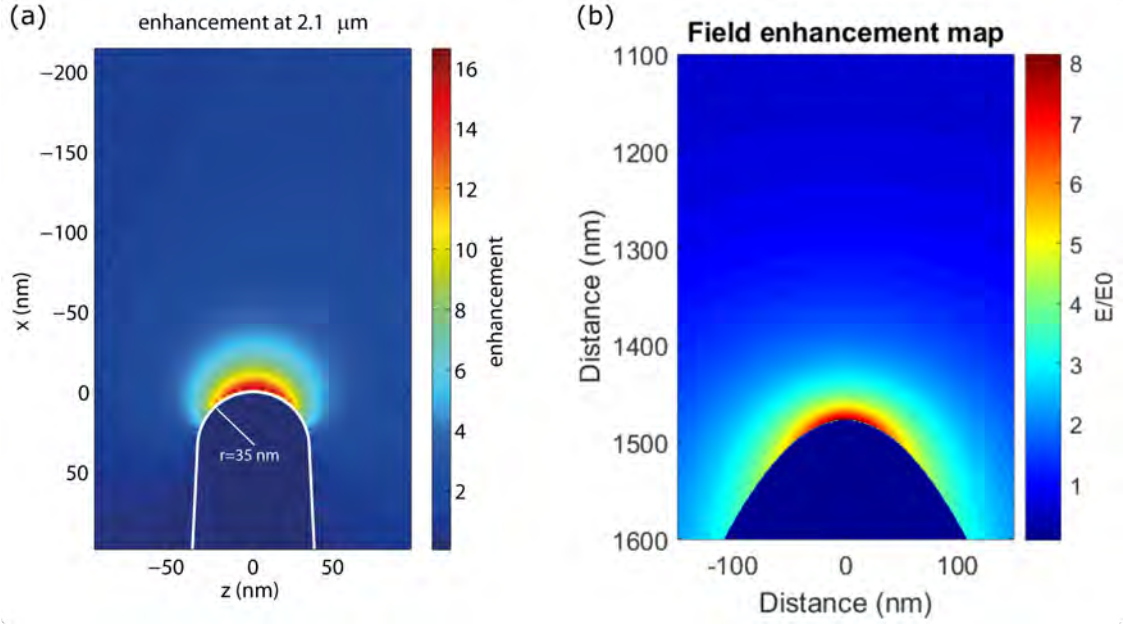 (a)
enhancement at 2.1 μm
−200
−150
−100
−50
0
50
x (nm)
−50 0 50
z (nm)
r=35 nm
16
14
12
10
8
6
4
2
enhancement
(b)
Field enhancement map
1100
1200
1300
1400
1500
1600
Distance (nm)
-100 0 100
Distance (nm)
8
7
6
5
4
3
2
1
E/E0